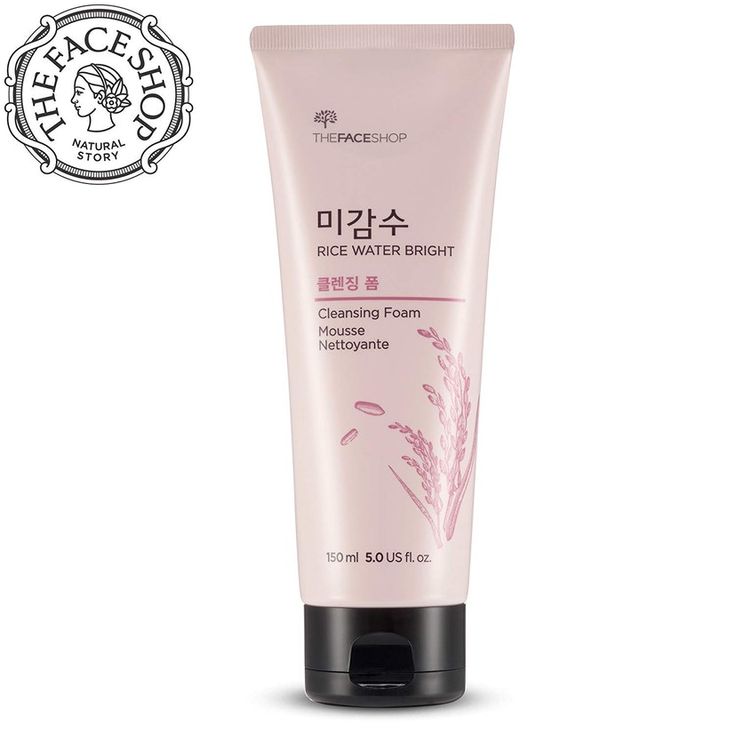 THE FACE SHOP
NATURAL
STORY
THEFACESHOP
미감수
RICE WATER BRIGHT
클렌징 폼
Cleansing Foam
Mousse
Nettoyante
150 ml 5.0 US fl. oz.